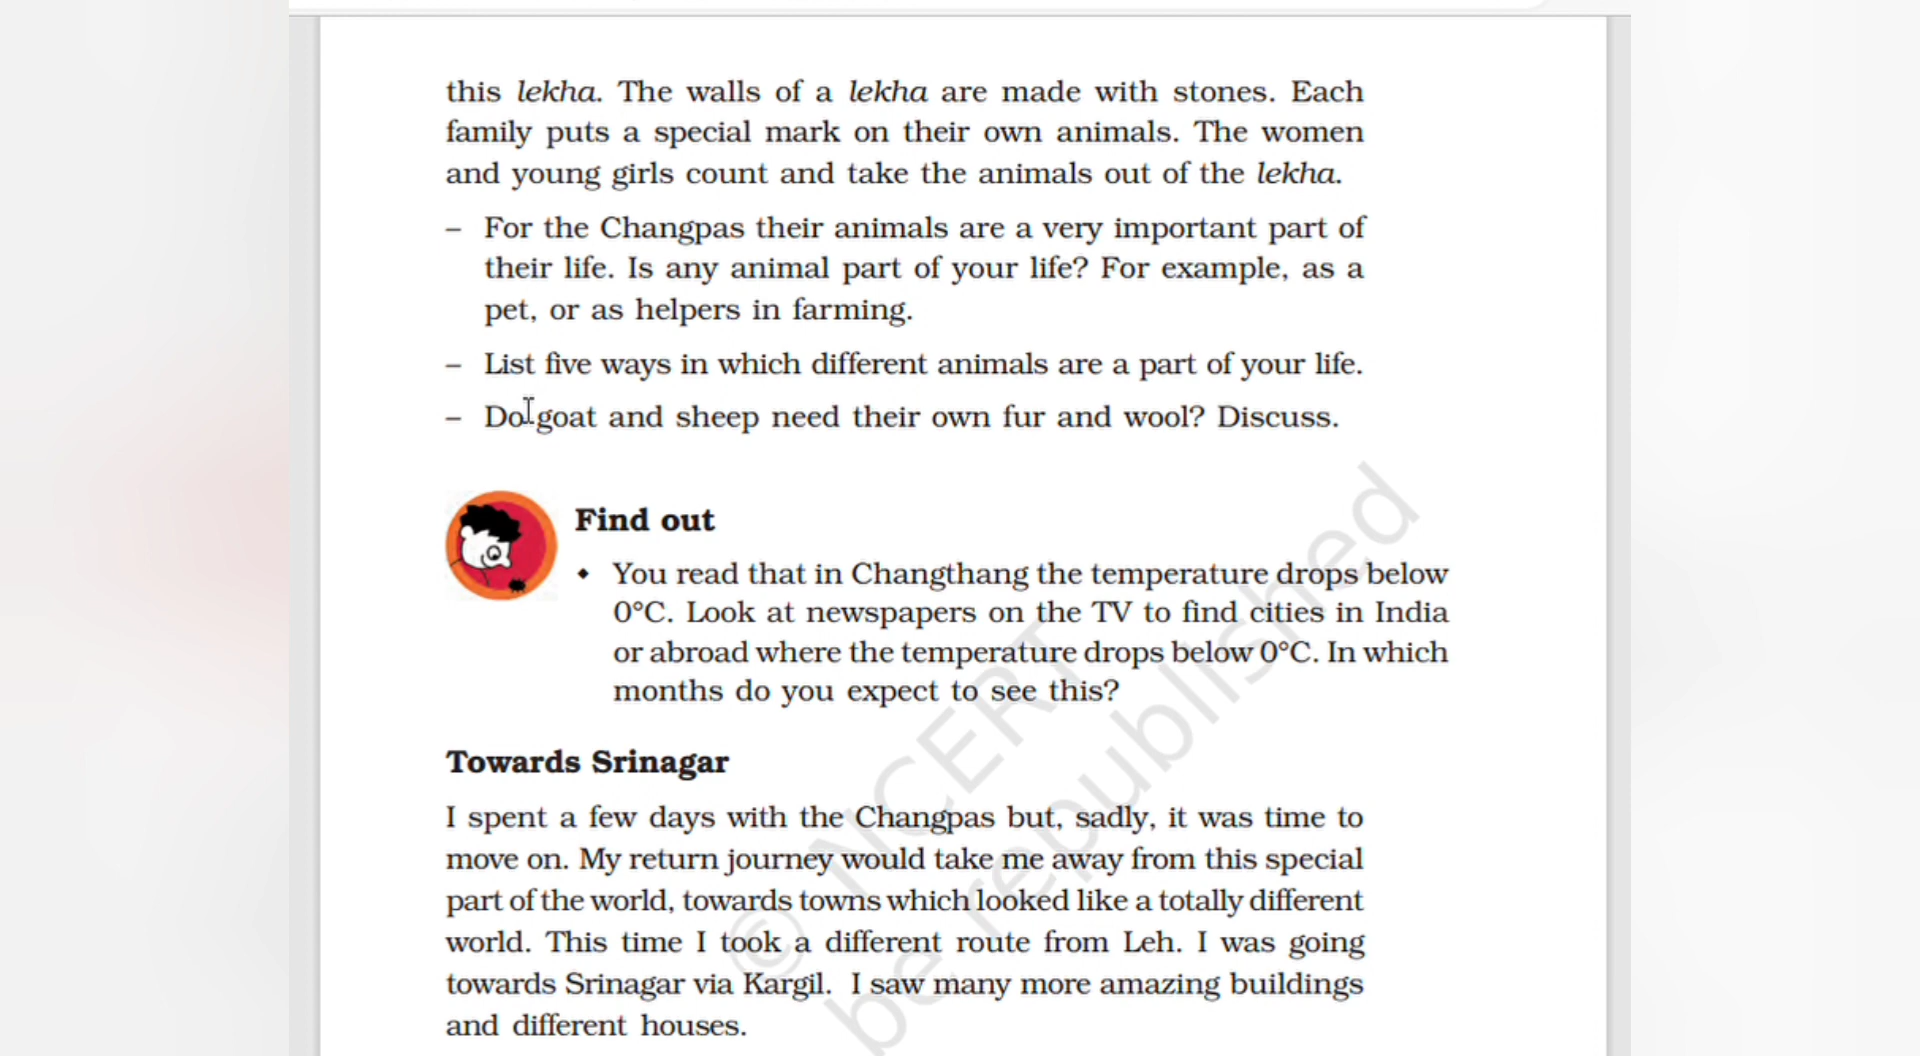 this lekha. The walls of a lekha are made with stones. Each
family puts a special mark on their own animals. The women
and young girls count and take the animals out of the lekha.
– For the Changpas their animals are a very important part of
their life. Is any animal part of your life? For example, as a
pet, or as helpers in farming.
– List five ways in which different animals are a part of your life.
– Do goat and sheep need their own fur and wool? Discuss.
Find out
◆ You read that in Changthang the temperature drops below
0°C. Look at newspapers on the TV to find cities in India
or abroad where the temperature drops below 0°C. In which
months do you expect to see this?
Towards Srinagar
I spent a few days with the Changpas but, sadly, it was time to
move on. My return journey would take me away from this special
part of the world, towards towns which looked like a totally different
world. This time I took a different route from Leh. I was going
towards Srinagar via Kargil. I saw many more amazing buildings
and different houses.
© NCERT
be republished